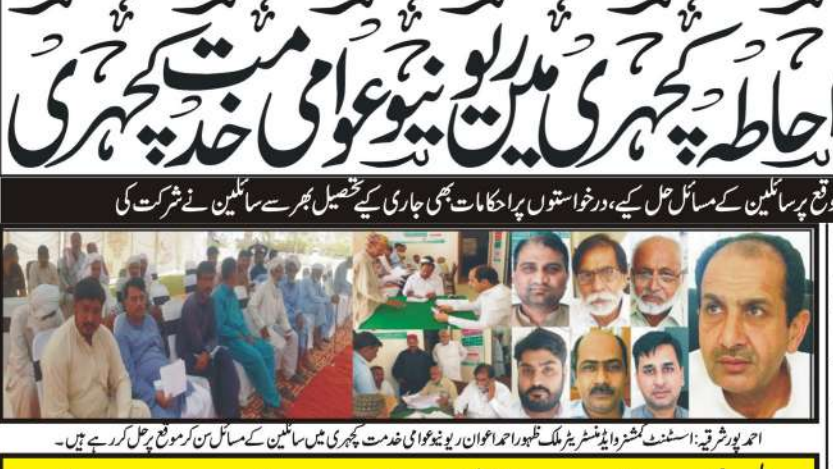 احاطہ کچہری میں ریونیو عوامی خدمت کچہری
موقع پر سائلین کے مسائل حل کیے، درخواستوں پر احکامات بھی جاری کیے تحصیل بھر سے سائلین نے شرکت کی
احمد پور شرقیہ: اسسٹنٹ کمشنر و ایڈمنسٹریٹر ملک ظہور احمد اعوان ریونیو عوامی خدمت کچہری میں سائلین کے مسائل سن کر موقع پر حل کر رہے ہیں۔